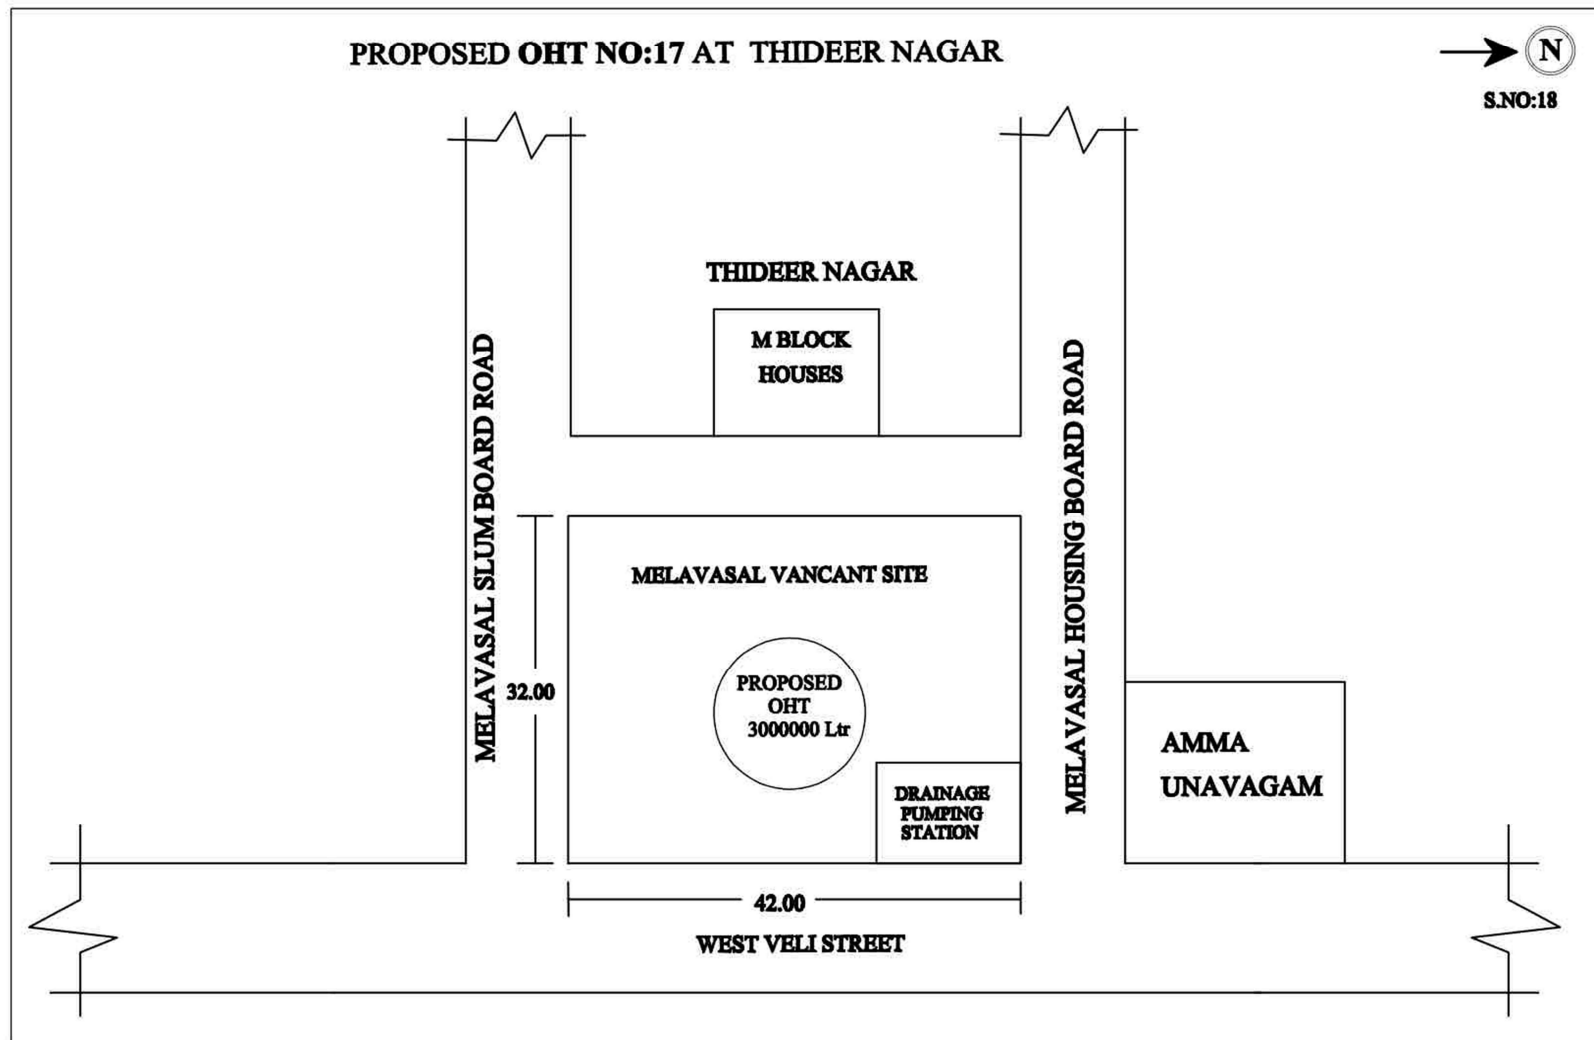 PROPOSED OHT NO:17 AT THIDEER NAGAR
N
S.NO:18
THIDEER NAGAR
M BLOCK
HOUSES
MELAVASAL SLUM BOARD ROAD
MELAVASAL HOUSING BOARD ROAD
MELAVASAL VANCANT SITE
32.00
PROPOSED
OHT
3000000 Ltr
DRAINAGE
PUMPING
STATION
AMMA
UNAVAGAM
42.00
WEST VELI STREET